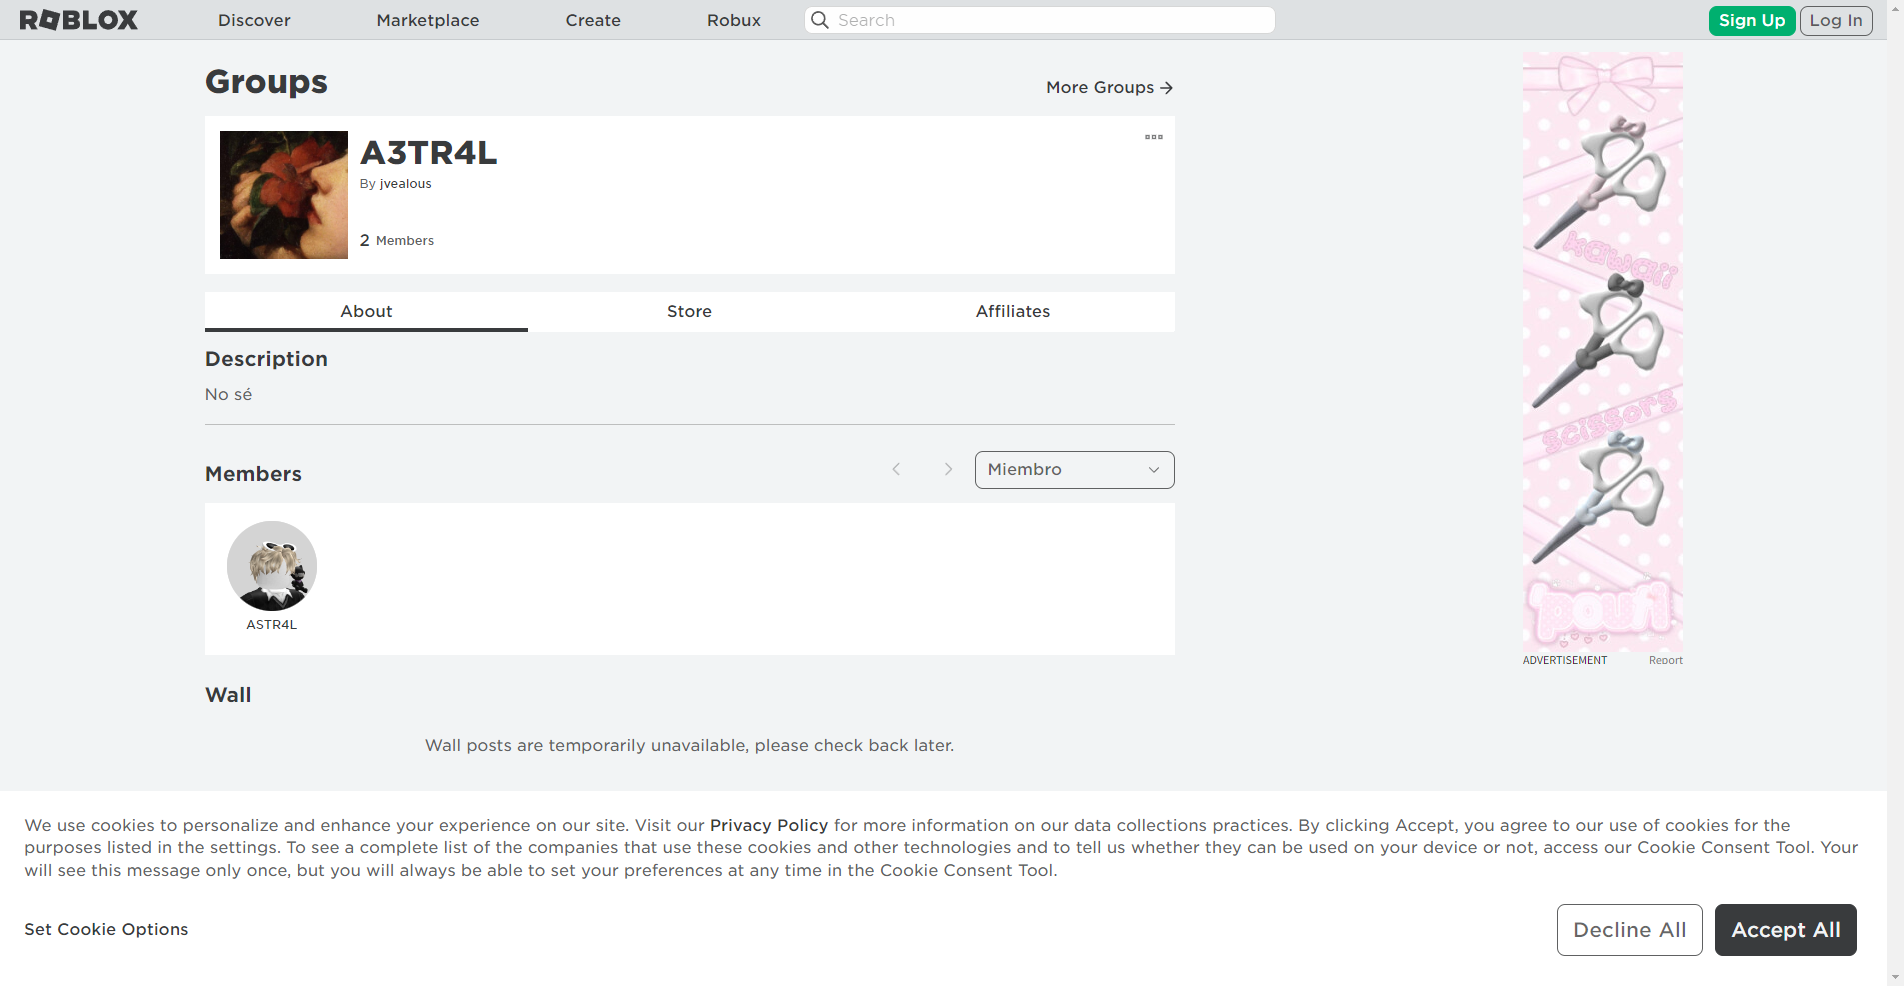 ROBLOX
Discover
Marketplace
Create
Robux
Search
Sign Up
Log In
Groups
More Groups
A3TR4L
By jvealous
2 Members
About
Store
Affiliates
Description
No sé
Members
Miembro
ASTR4L
Wall
Wall posts are temporarily unavailable, please check back later.
kawaii
scissors
'poufi
ADVERTISEMENT
Report
We use cookies to personalize and enhance your experience on our site. Visit our Privacy Policy for more information on our data collections practices. By clicking Accept, you agree to our use of cookies for the
purposes listed in the settings. To see a complete list of the companies that use these cookies and other technologies and to tell us whether they can be used on your device or not, access our Cookie Consent Tool. Your
will see this message only once, but you will always be able to set your preferences at any time in the Cookie Consent Tool.
Set Cookie Options
Decline All
Accept All